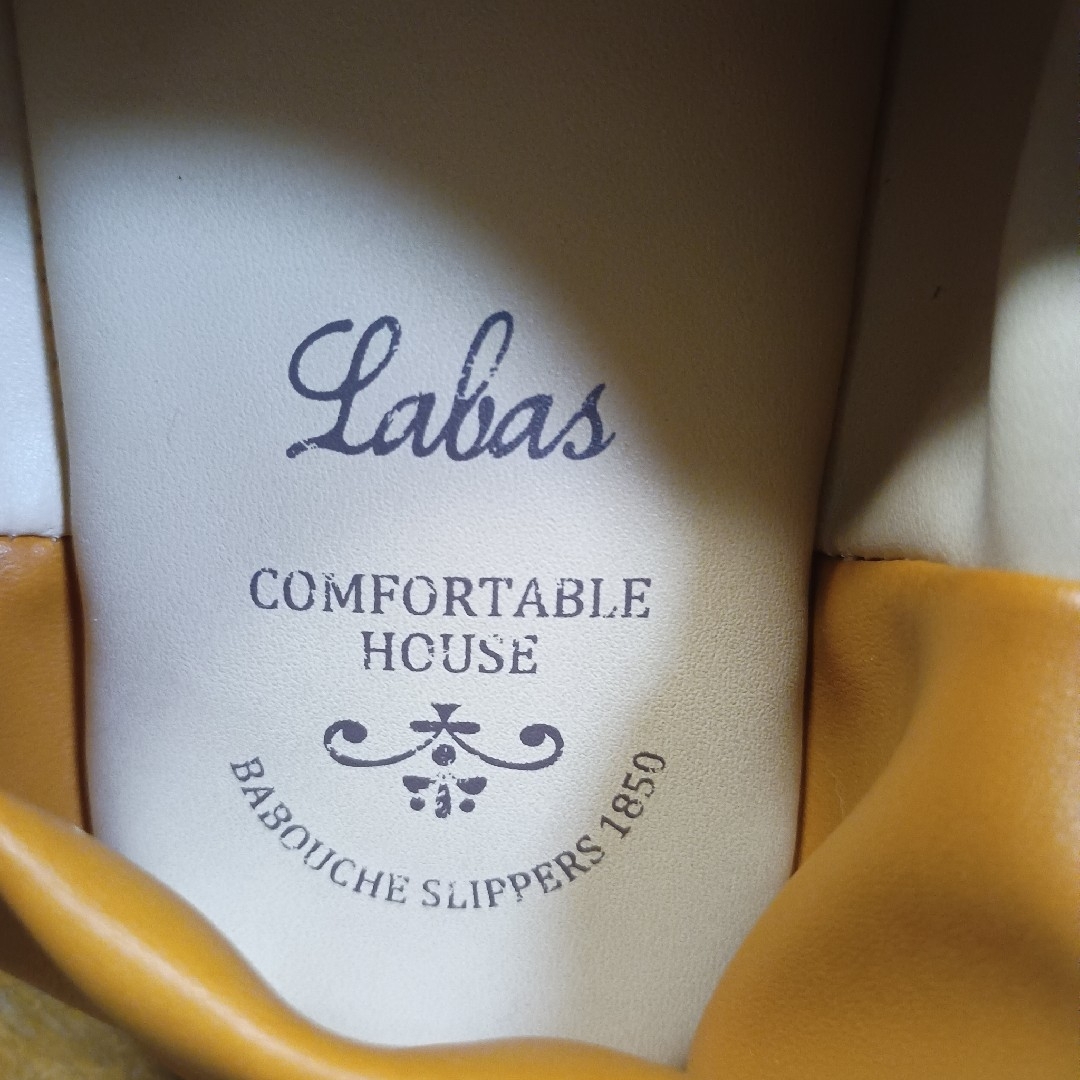 Labas
COMFORTABLE
HOUSE
BABOUCHE SLIPPERS 1850